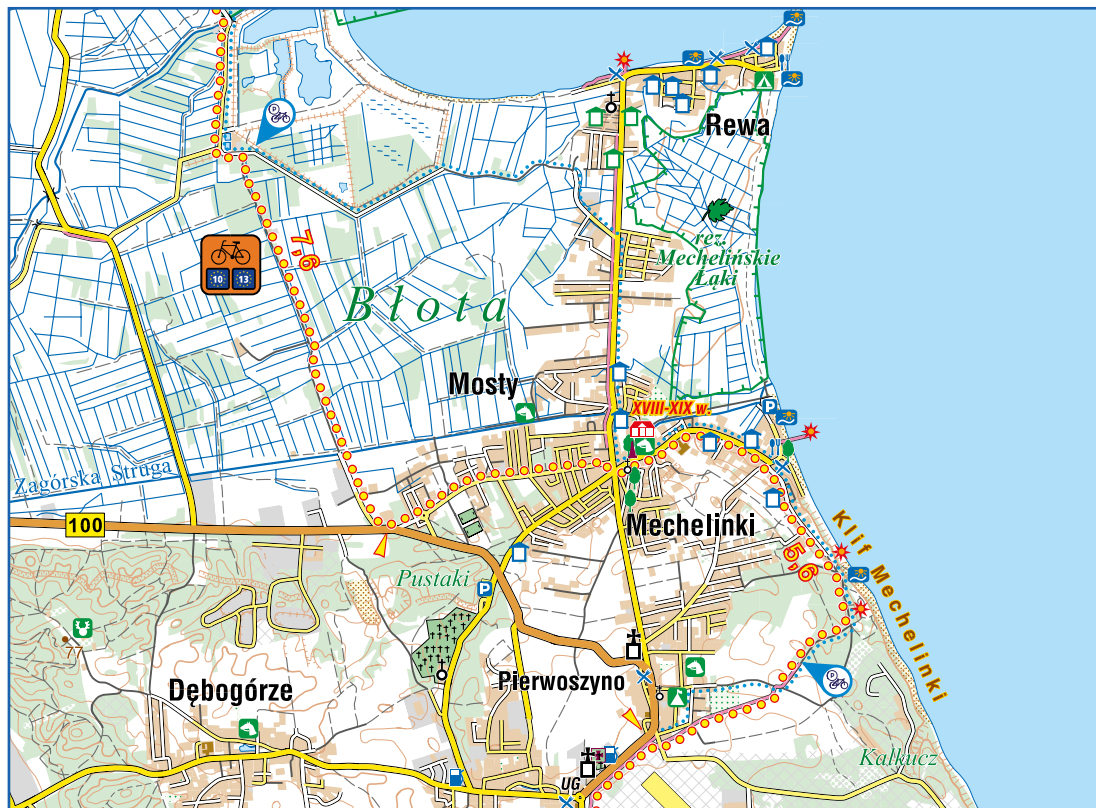 P
Rewa
10 13
7,6
rez.
Mechelińskie
Łąki
Błota
Mosty
XVIII-XIX w.
P
Zagórska Struga
100
Mechelinki
Klif Mechelinki
5,6
Pustaki
P
77
Pierwoszyno
P
Dębogórze
Kalkucz
UG